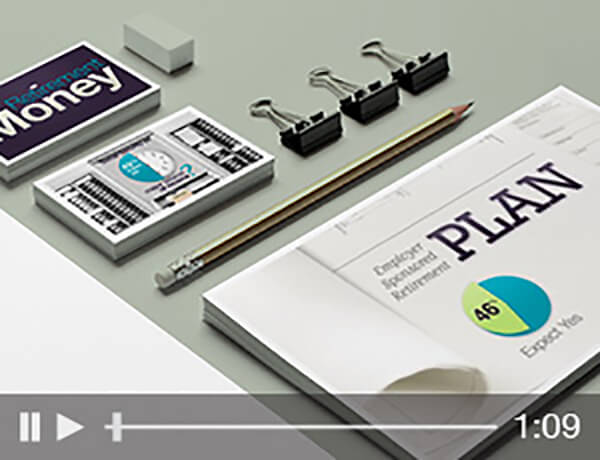 Retirement
Money
Employer
Sponsored
Retirement
PLAN
46%
Expect Yes
1:09